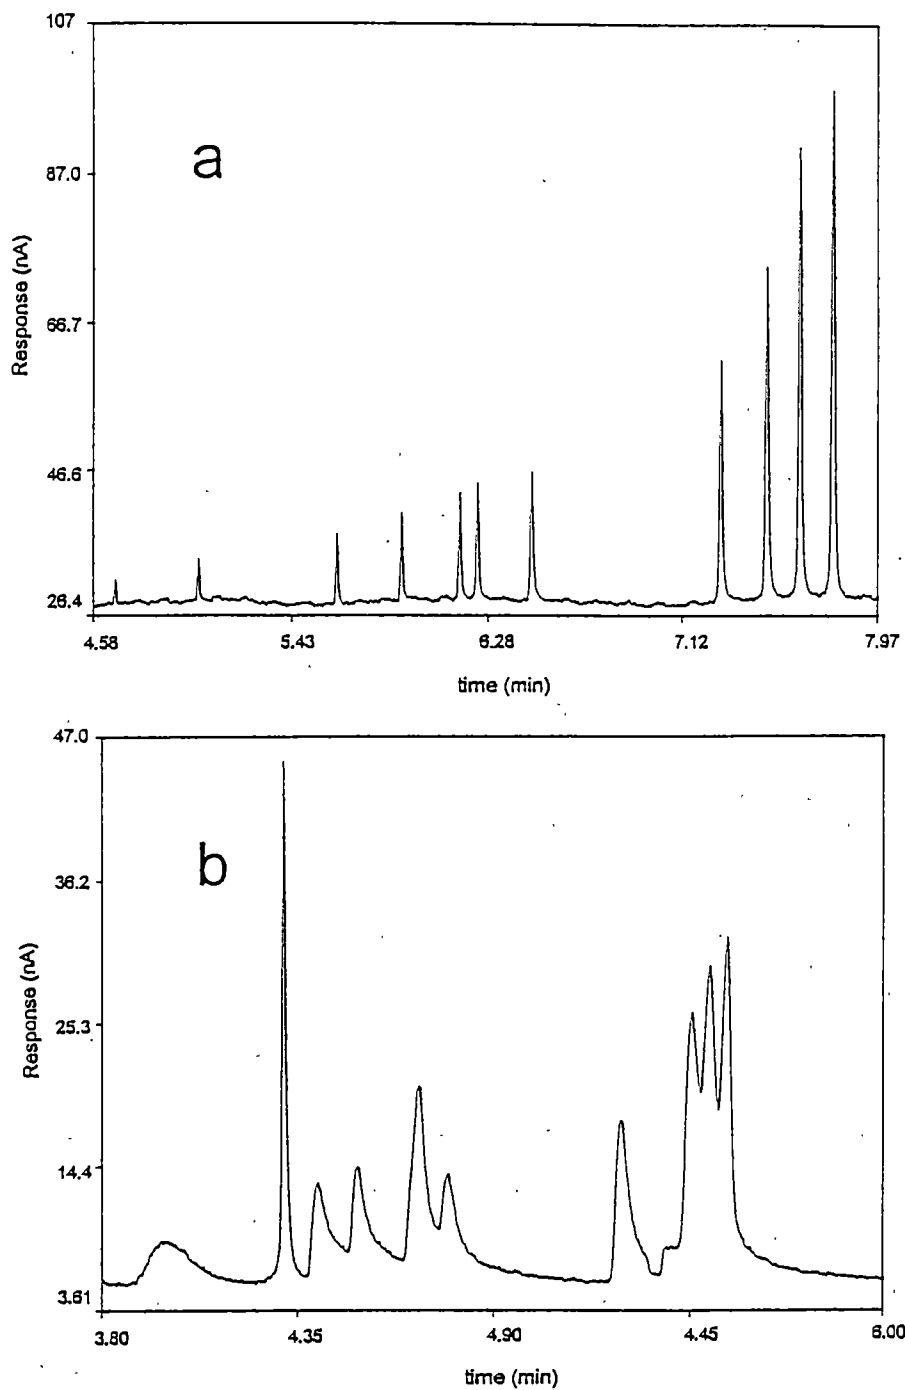 107
a
87.0
Response (nA)
66.7
46.6
26.4
4.58 5.43 6.28 7.12 7.97
time (min)
47.0
b
36.2
Response (nA)
25.3
14.4
3.61
3.80 4.35 4.90 4.45 6.00
time (min)